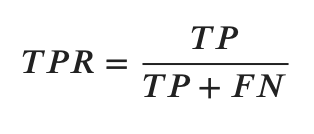 TPR = TP / TP + FN